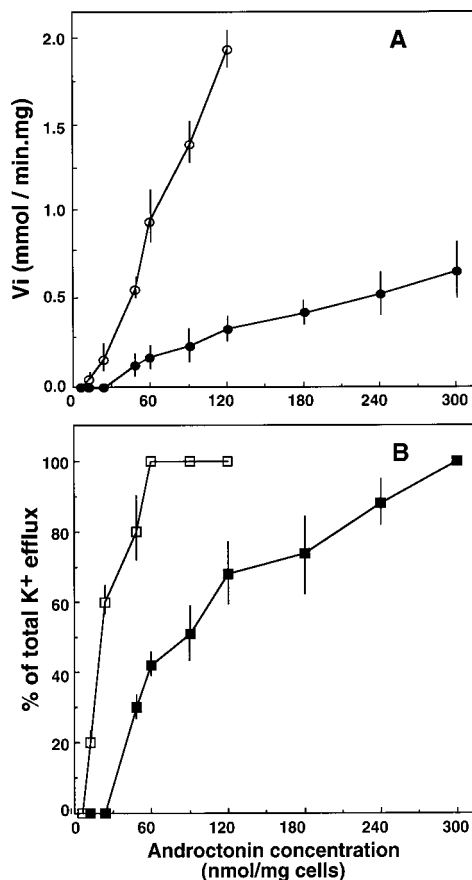 A
Vi (mmol / min.mg)
2.0
1.5
1.0
0.5
0.0
0 60 120 180 240 300
B
% of total K+ efflux
100
80
60
40
20
0
0 60 120 180 240 300
Androctonin concentration
(nmol/mg cells)